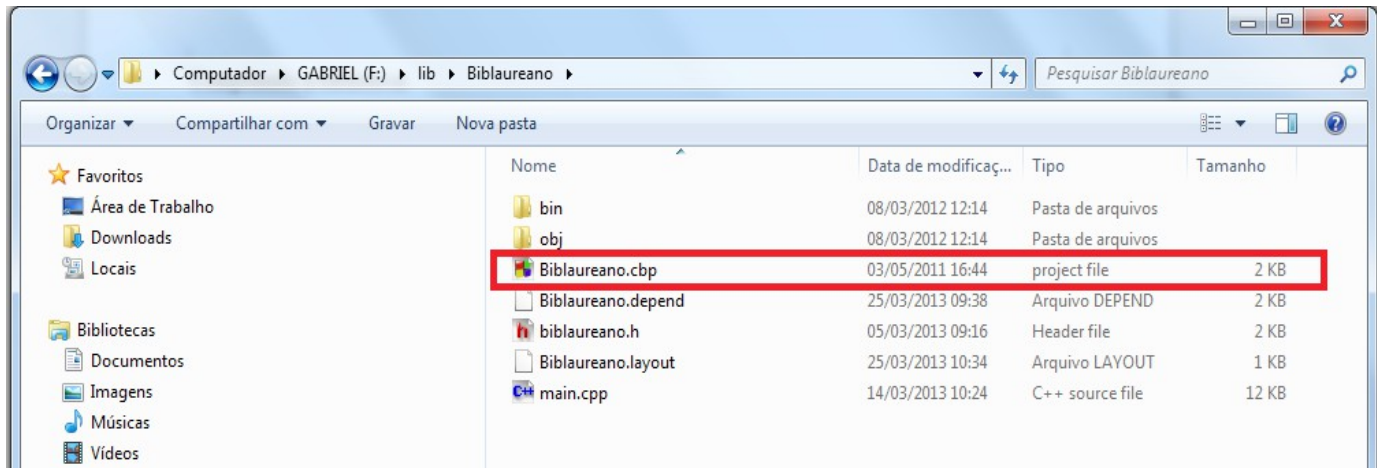 Computador GABRIEL (F:) lib Biblaureano Pesquisar Biblaureano
Organizar Compartilhar com Gravar Nova pasta
Nome Data de modificaç... Tipo Tamanho
Favoritos
Área de Trabalho bin 08/03/2012 12:14 Pasta de arquivos
Downloads obj 08/03/2012 12:14 Pasta de arquivos
Locais Biblaureano.cbp 03/05/2011 16:44 project file 2 KB
Biblaureano.depend 25/03/2013 09:38 Arquivo DEPEND 2 KB
Bibliotecas h biblaureano.h 05/03/2013 09:16 Header file 2 KB
Documentos Biblaureano.layout 25/03/2013 10:34 Arquivo LAYOUT 1 KB
Imagens C++ main.cpp 14/03/2013 10:24 C++ source file 12 KB
Músicas
Vídeos